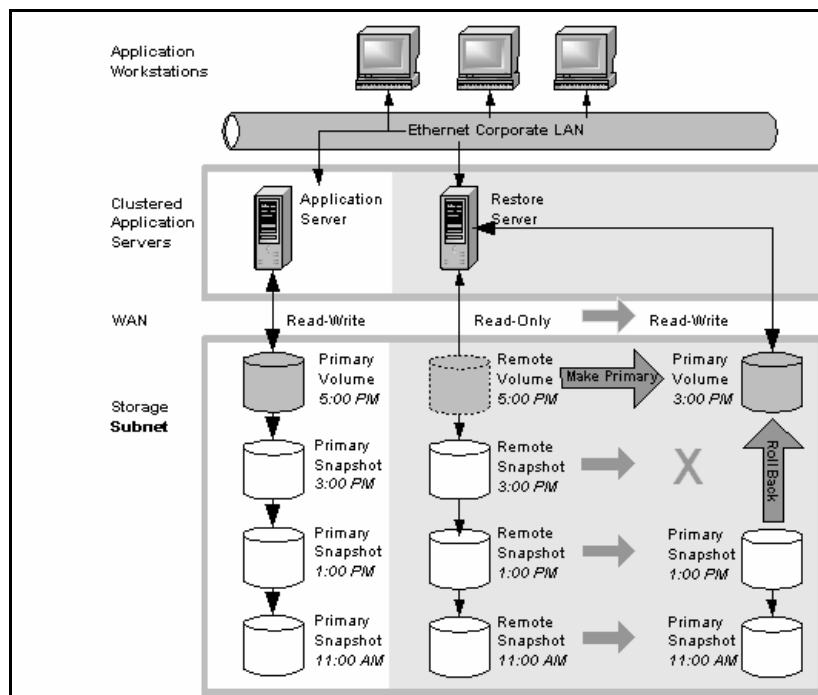 Application
Workstations
Ethernet Corporate LAN
Clustered
Application
Servers
Application
Server
Restore
Server
WAN
Read-Write
Read-Only
Read-Write
Storage
Subnet
Primary
Volume
5:00 PM
Remote
Volume
5:00 PM
Make Primary
Primary
Volume
3:00 PM
Primary
Snapshot
3:00 PM
Remote
Snapshot
3:00 PM
X
Roll Back
Primary
Snapshot
1:00 PM
Remote
Snapshot
1:00 PM
Primary
Snapshot
1:00 PM
Primary
Snapshot
11:00 AM
Remote
Snapshot
11:00 AM
Primary
Snapshot
11:00 AM